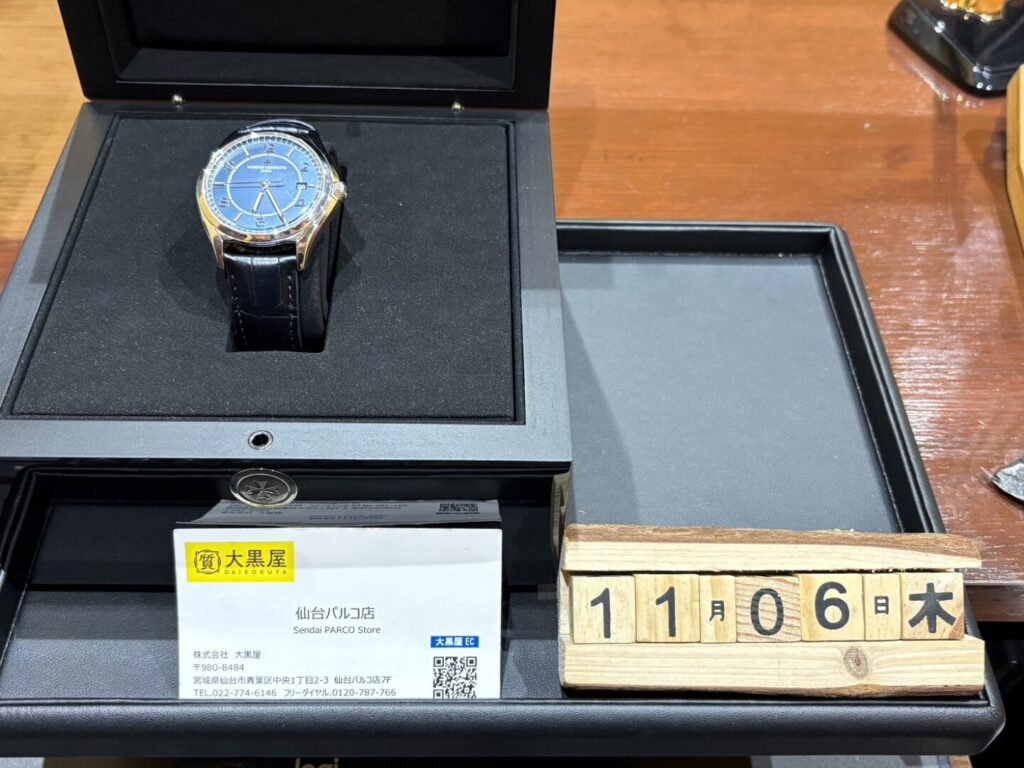 VACHERON CONSTANTIN
質 大黒屋
DAIKOKUYA
仙台パルコ店
Sendai PARCO Store
株式会社 大黒屋
〒980-8484
宮城県仙台市青葉区中央1丁目2-3 仙台パルコ店7F
TEL.022-774-6146 フリーダイヤル.0120-787-766
大黒屋 EC
11月06日木